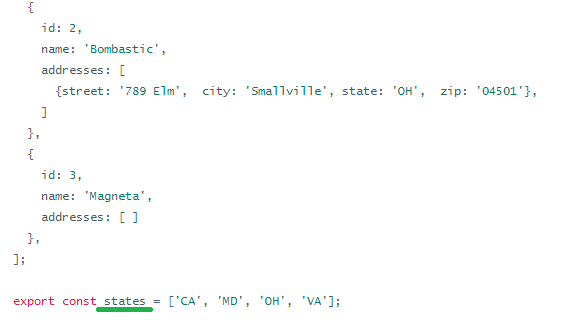 {
id: 2,
name: 'Bombastic',
addresses: [
{street: '789 Elm', city: 'Smallville', state: 'OH', zip: '04501'},
]
},
{
id: 3,
name: 'Magneta',
addresses: [ ]
},
];
export const states = ['CA', 'MD', 'OH', 'VA'];